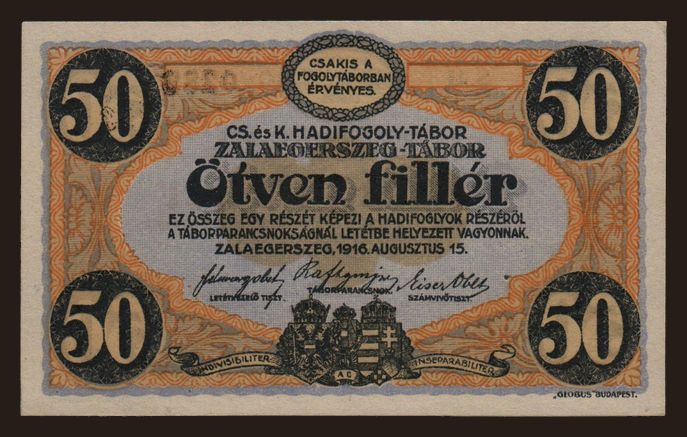 50
50
CSAKIS A
FOGOLYTÁBORBAN
ÉRVÉNYES.
CS. és K. HADIFOGOLY-TÁBOR
ZALAEGERSZEG-TÁBOR
Ötven fillér
EZ ÖSSZEG EGY RÉSZÉT KÉPEZI A HADIFOGLYOK RÉSZÉRŐL
A TÁBORPARANCSNOKSÁGNÁL LETÉTBE HELYEZETT VAGYONNAK.
ZALAEGERSZEG, 1916. AUGUSZTUS 15.
LETÉTKEZELŐ TISZT.
TÁBORPARANCSNOK.
SZÁMVIVŐTISZT.
50
50
INDIVISIBILITER
AC
INSEPARABILITER
„GLOBUS" BUDAPEST.